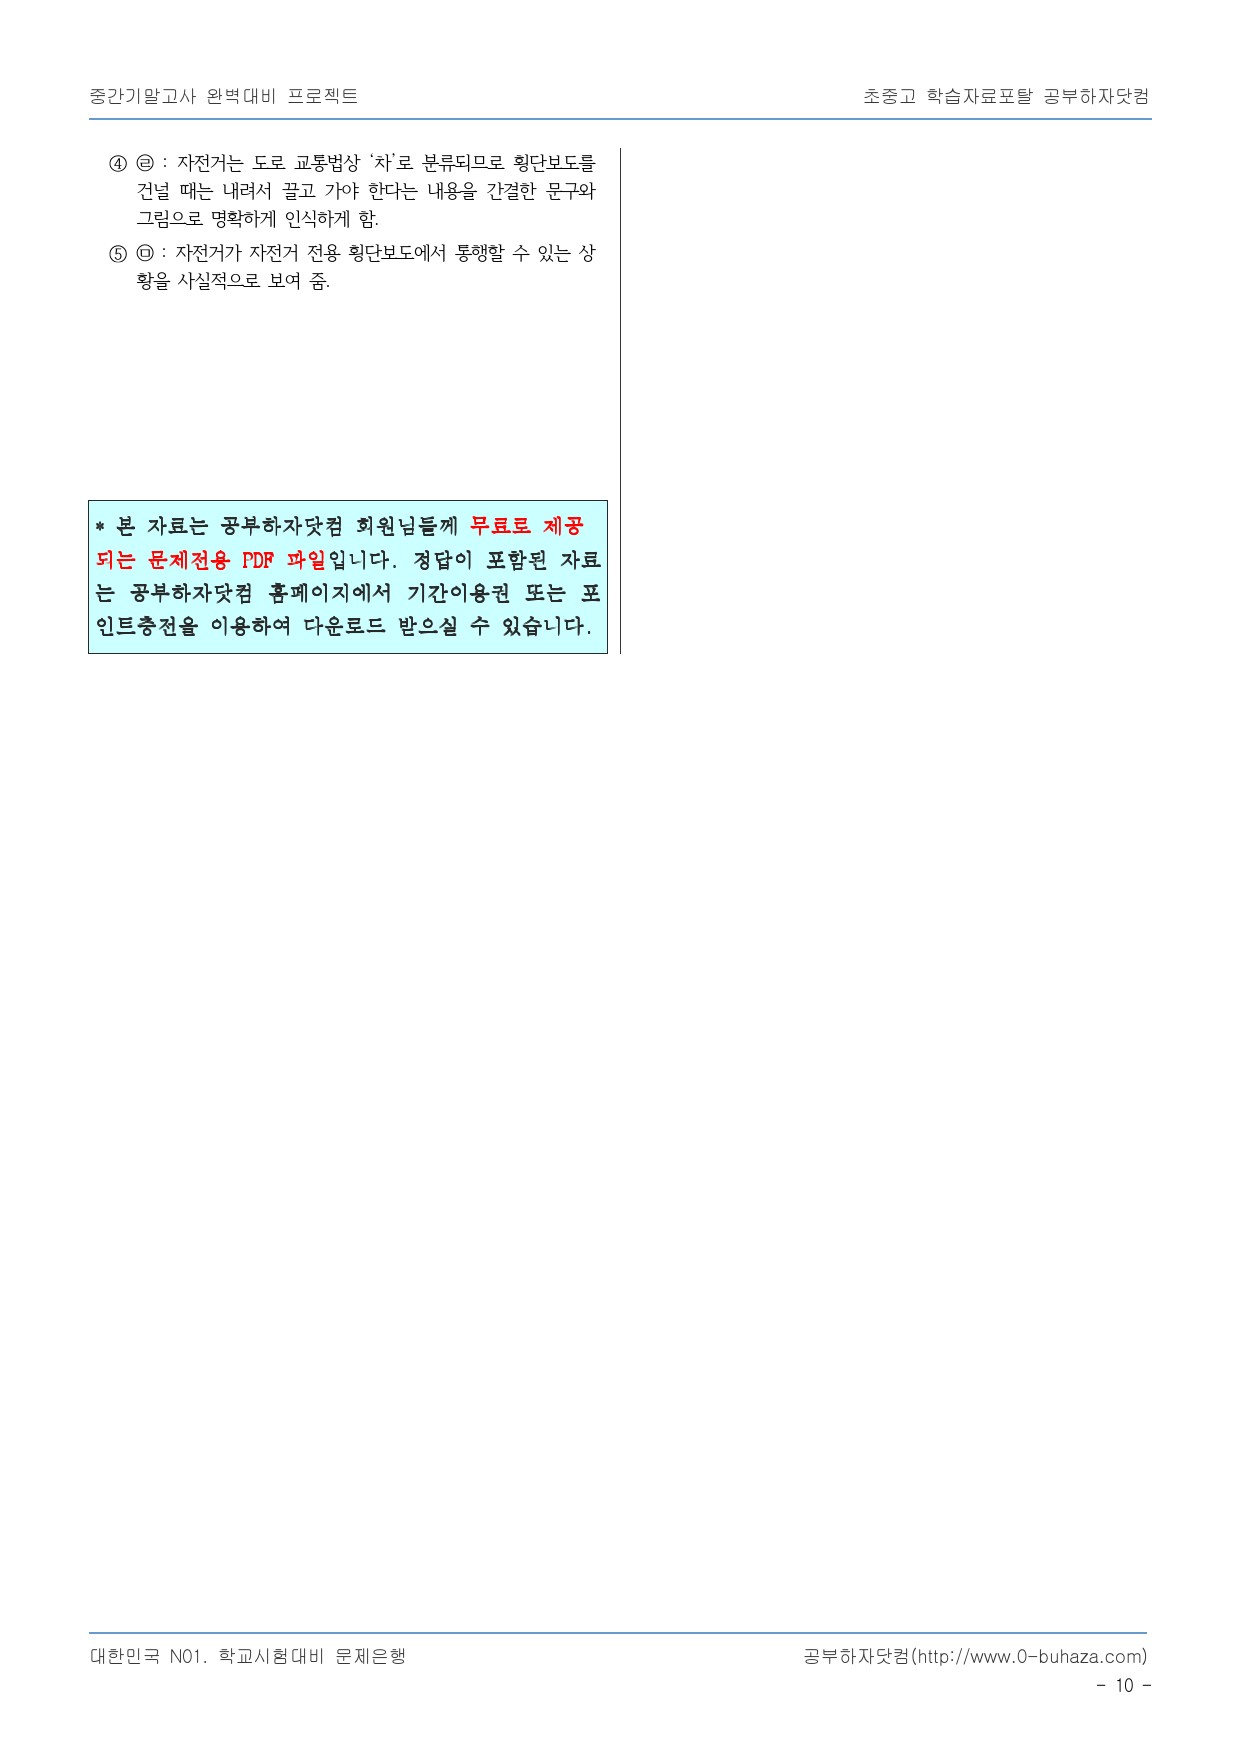 중간기말고사 완벽대비 프로젝트
초중고 학습자료포탈 공부하자닷컴
④ ㉣ : 자전거는 도로 교통법상 ‘차’로 분류되므로 횡단보도를
건널 때는 내려서 끌고 가야 한다는 내용을 간결한 문구와
그림으로 명확하게 인식하게 함.
⑤ ㉤ : 자전거가 자전거 전용 횡단보도에서 통행할 수 있는 상
황을 사실적으로 보여 줌.
* 본 자료는 공부하자닷컴 회원님들께 무료로 제공
되는 문제전용 PDF 파일입니다. 정답이 포함된 자료
는 공부하자닷컴 홈페이지에서 기간이용권 또는 포
인트충전을 이용하여 다운로드 받으실 수 있습니다.
대한민국 N01. 학교시험대비 문제은행
공부하자닷컴(http://www.0-buhaza.com)
- 10 -